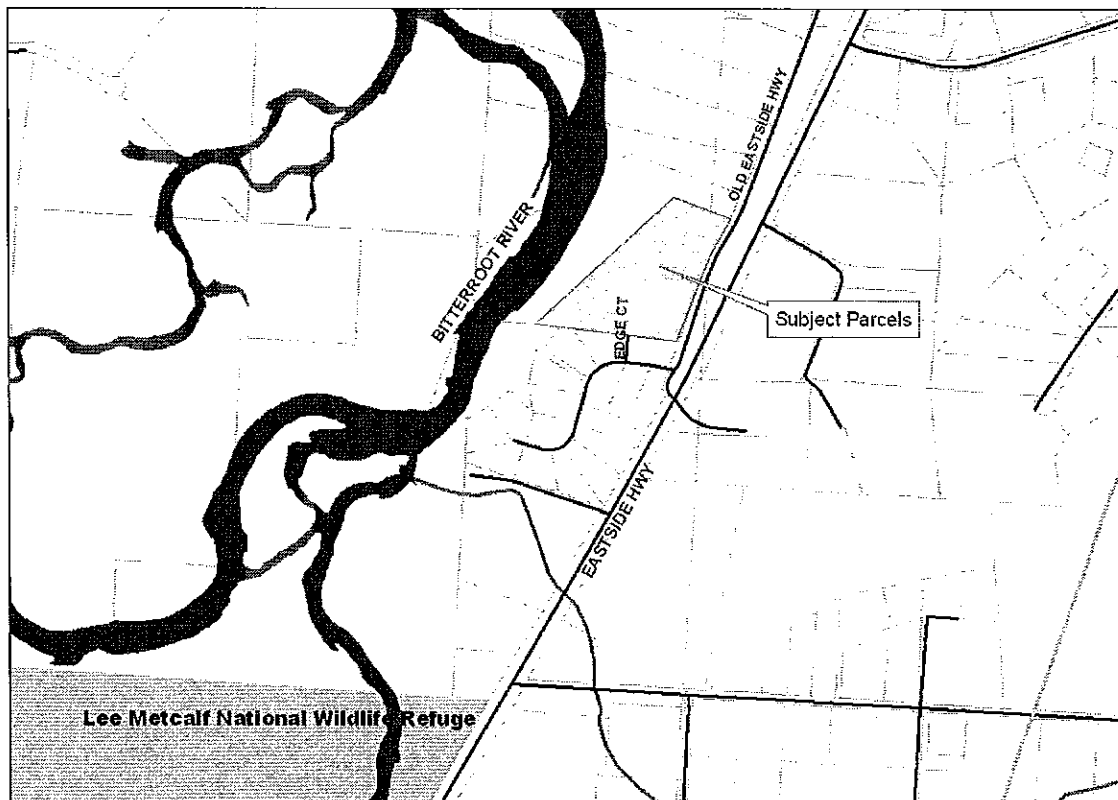 OLD EASTSIDE HWY
BITTERROOT RIVER
Subject Parcels
EDGE CT
EASTSIDE HWY
Lee Metcalf National Wildlife Refuge